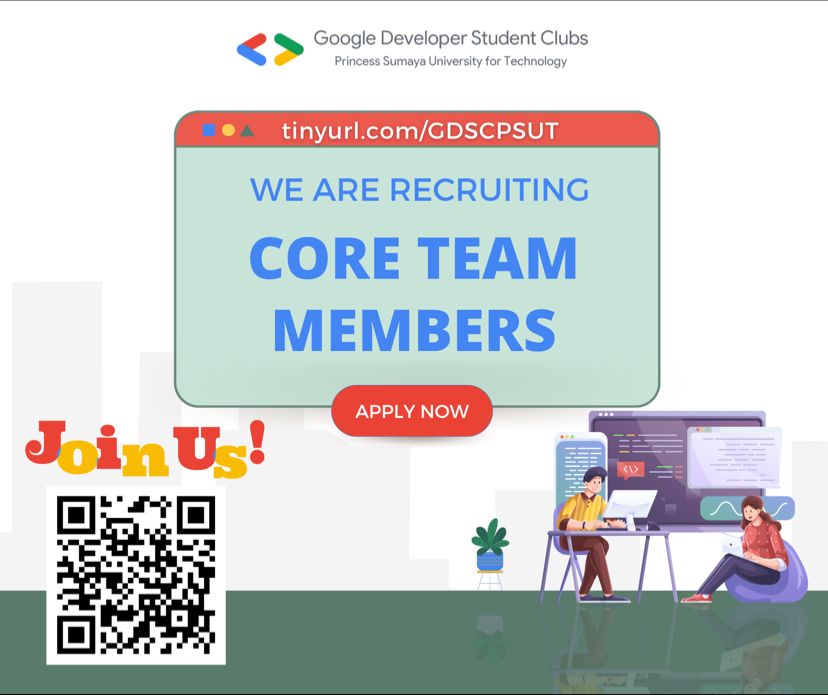 Google Developer Student Clubs
Princess Sumaya University for Technology
tinyurl.com/GDSCPSUT
WE ARE RECRUITING
CORE TEAM
MEMBERS
APPLY NOW
Join Us!